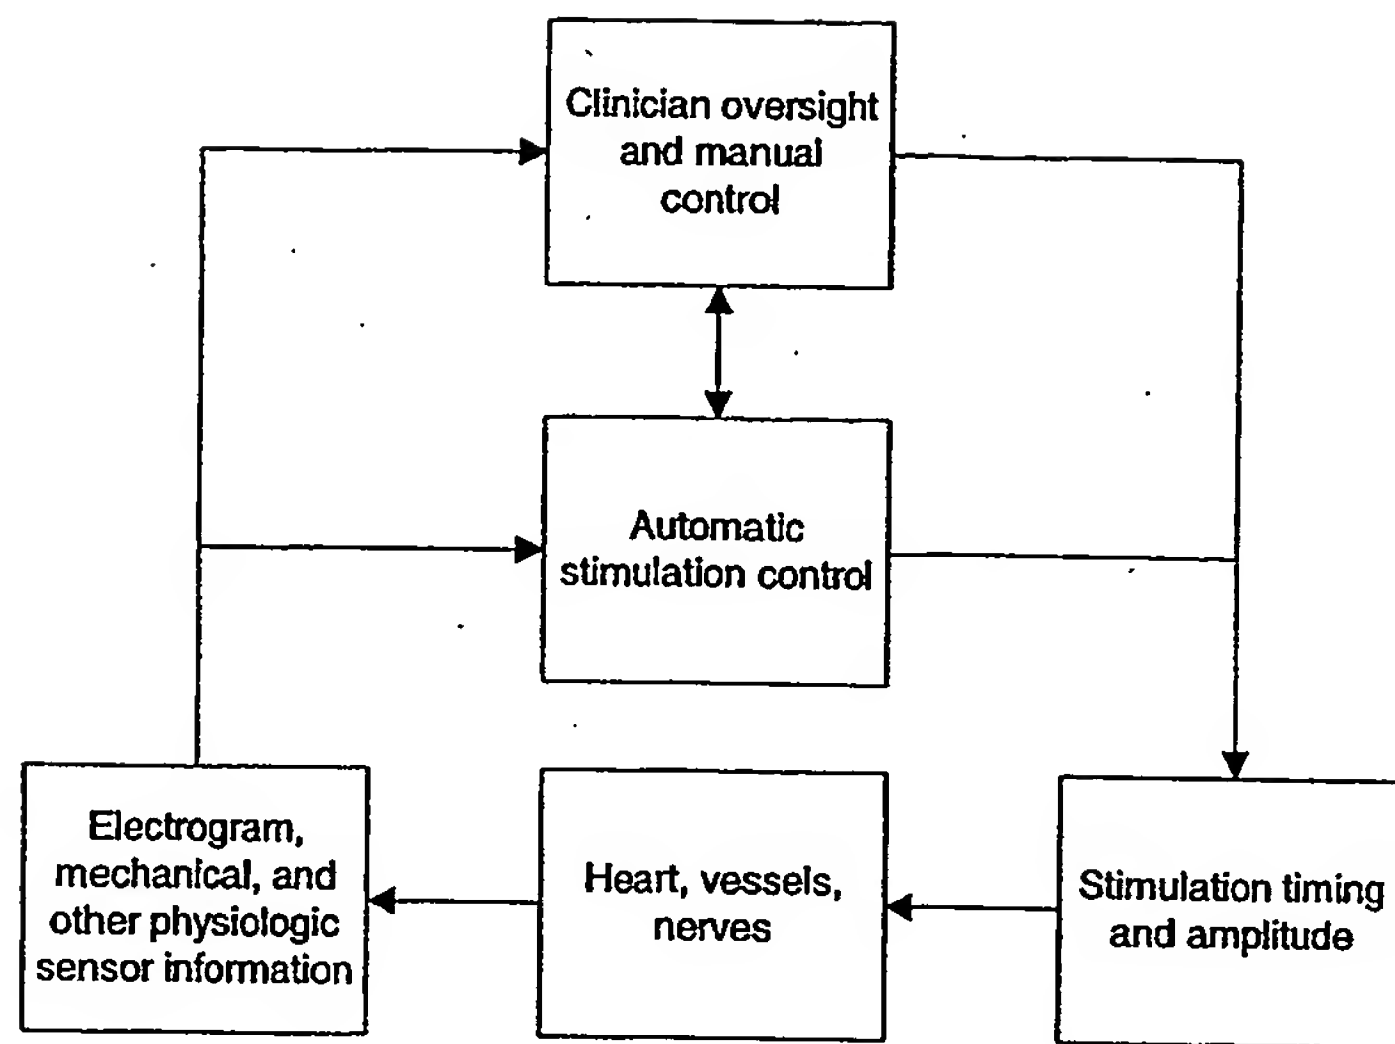 Clinician oversight
and manual
control
Automatic
stimulation control
Electrogram,
mechanical, and
other physiologic
sensor information
Heart, vessels,
nerves
Stimulation timing
and amplitude